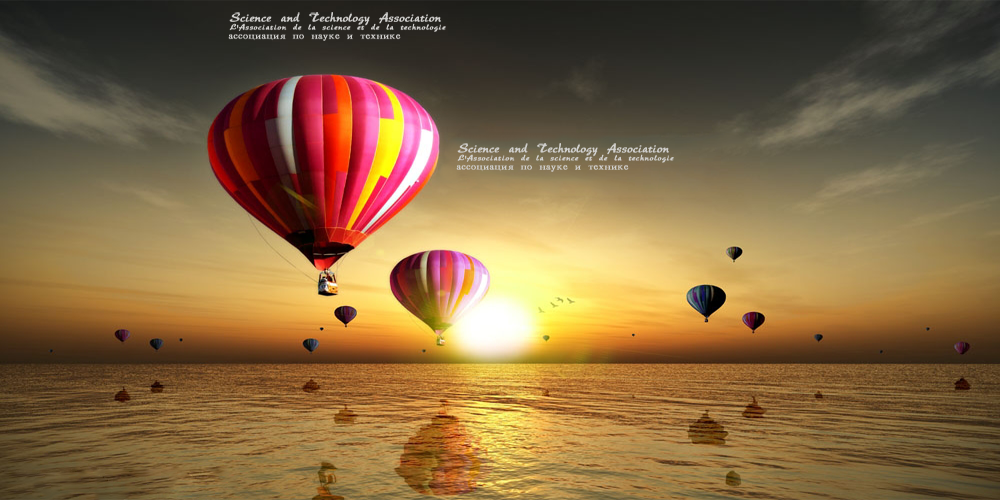 Science and Technology Association
L'Association de la science et de la technologie
ассоциация по науке и технике
Science and Technology Association
L'Association de la science et de la technologie
ассоциация по науке и технике